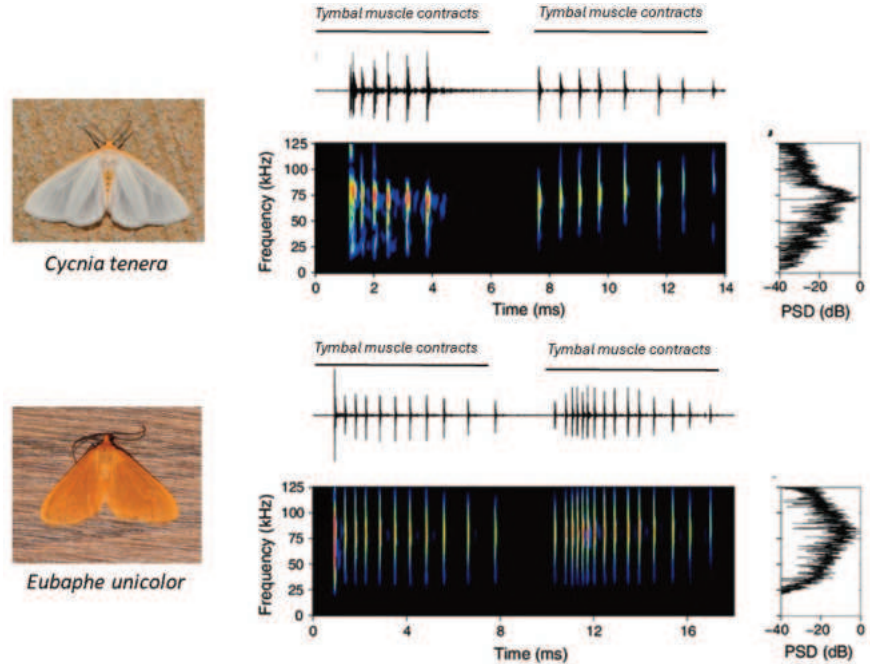 Tymbal muscle contracts Tymbal muscle contracts
125
100
75
50
25
0
Frequency (kHz)
0 2 4 6 8 10 12 14
Time (ms)
−40 −20 0
PSD (dB)
Cycnia tenera
Tymbal muscle contracts Tymbal muscle contracts
125
100
75
50
25
0
Frequency (kHz)
0 4 8 12 16
Time (ms)
−40 −20 0
PSD (dB)
Eubaphe unicolor